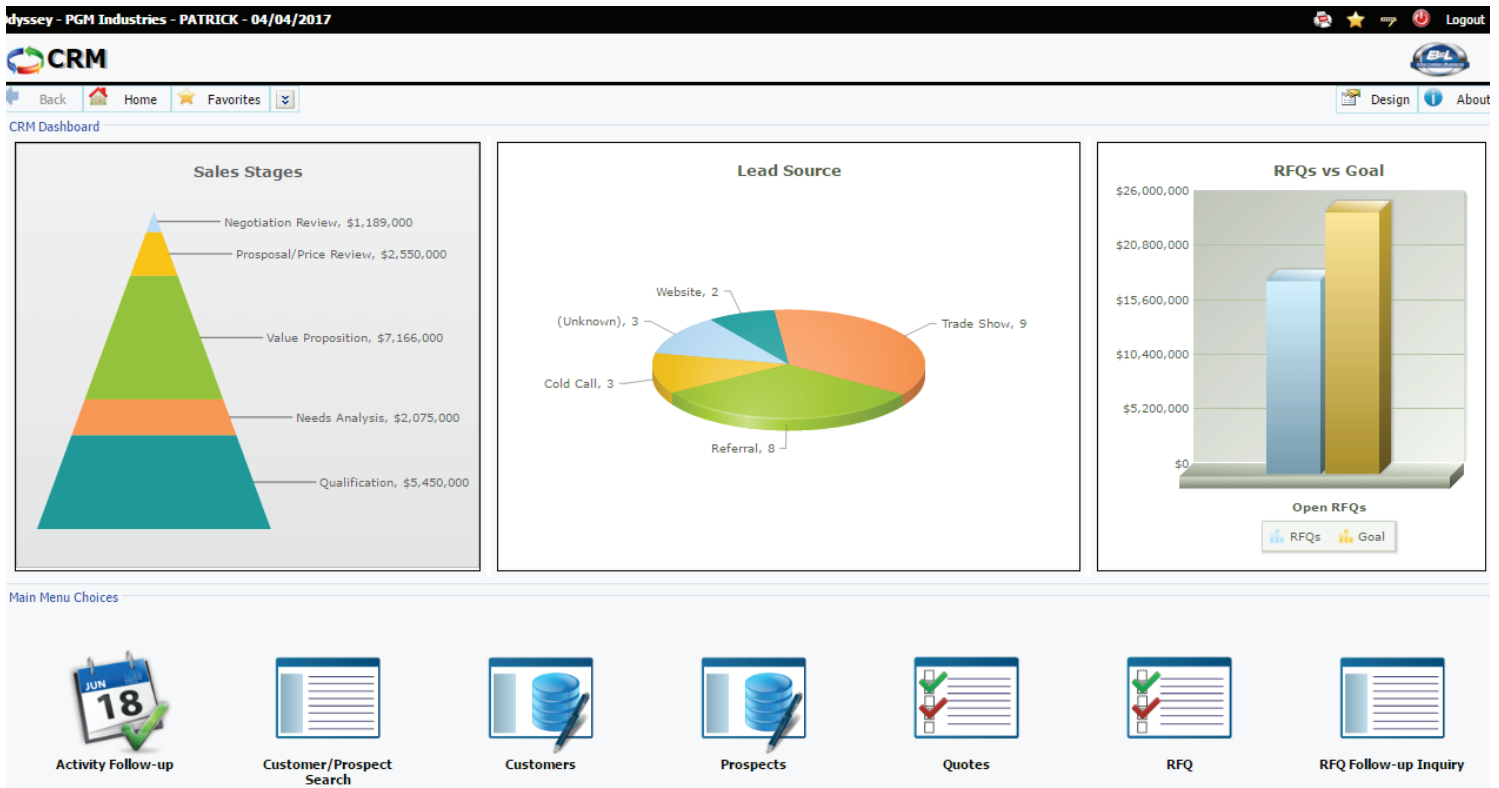 dyssey - PGM Industries - PATRICK - 04/04/2017
Logout
CRM
B&L
Back
Home
Favorites
Design
About
CRM Dashboard
Sales Stages
Negotiation Review, $1,189,000
Prosposal/Price Review, $2,550,000
Value Proposition, $7,166,000
Needs Analysis, $2,075,000
Qualification, $5,450,000
Lead Source
Website, 2
(Unknown), 3
Trade Show, 9
Cold Call, 3
Referral, 8
RFQs vs Goal
$26,000,000
$20,800,000
$15,600,000
$10,400,000
$5,200,000
$0
Open RFQs
RFQs
Goal
Main Menu Choices
JUN
18
Activity Follow-up
Customer/Prospect
Search
Customers
Prospects
Quotes
RFQ
RFQ Follow-up Inquiry